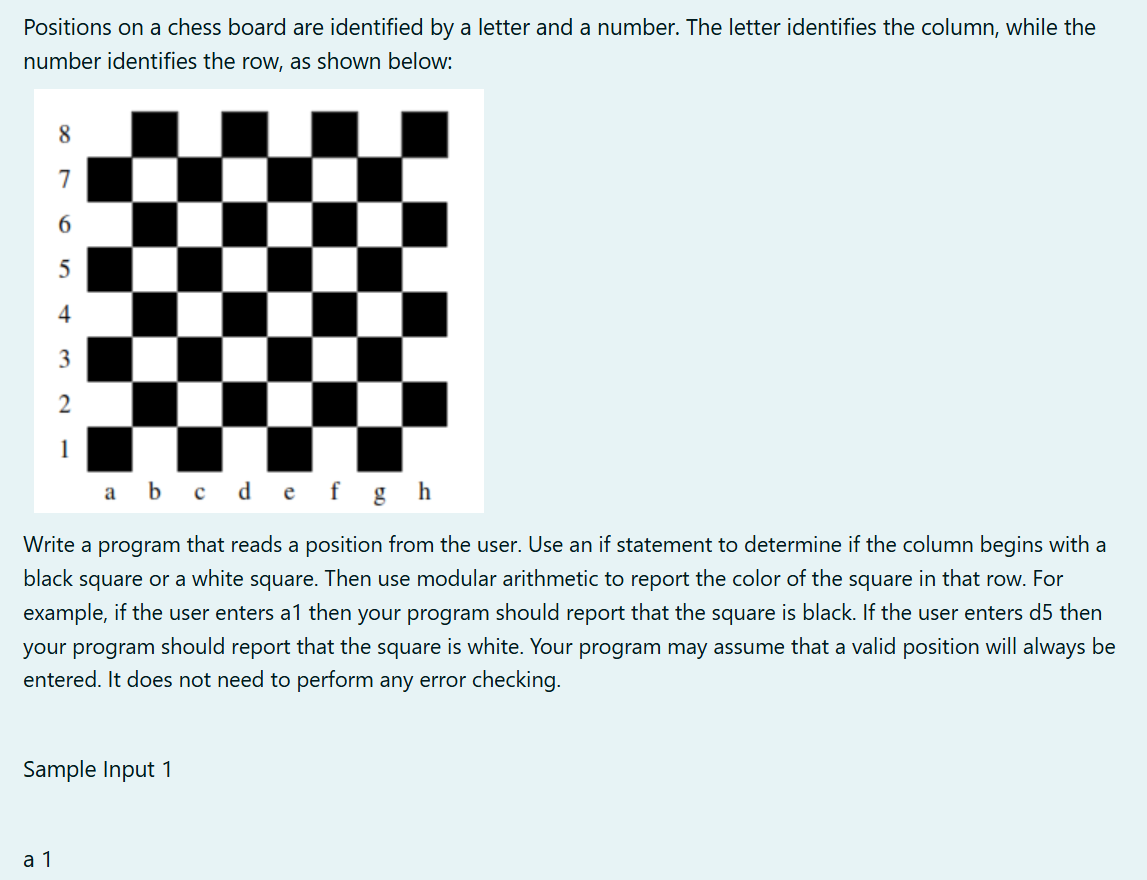 Positions on a chess board are identified by a letter and a number. The letter identifies the column, while the
number identifies the row, as shown below:
8
7
6
5
4
3
2
1
a b c d e f g h
Write a program that reads a position from the user. Use an if statement to determine if the column begins with a
black square or a white square. Then use modular arithmetic to report the color of the square in that row. For
example, if the user enters a1 then your program should report that the square is black. If the user enters d5 then
your program should report that the square is white. Your program may assume that a valid position will always be
entered. It does not need to perform any error checking.
Sample Input 1
a 1